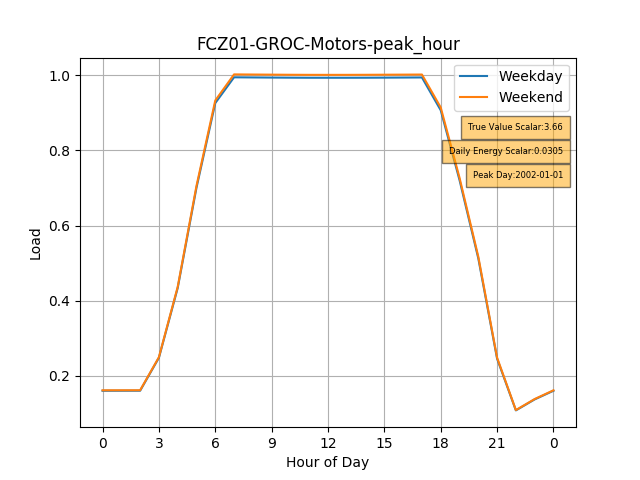 FCZ01-GROC-Motors-peak_hour
Weekday
Weekend
True Value Scalar:3.66
Daily Energy Scalar:0.0305
Peak Day:2002-01-01
1.0
0.8
0.6
0.4
0.2
Load
0 3 6 9 12 15 18 21 0
Hour of Day